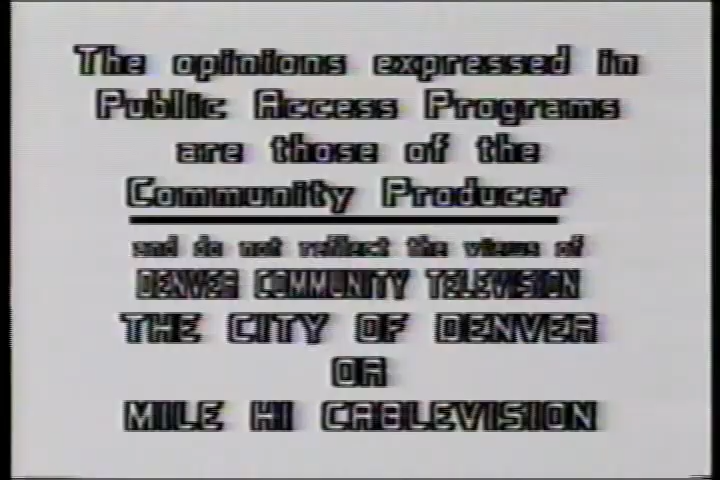 The opinions expressed in
Public Access Programs
are those of the
Community Producer
and do not reflect the views of
DENVER COMMUNITY TELEVISION
THE CITY OF DENVER
OR
MILE HI CABLEVISION